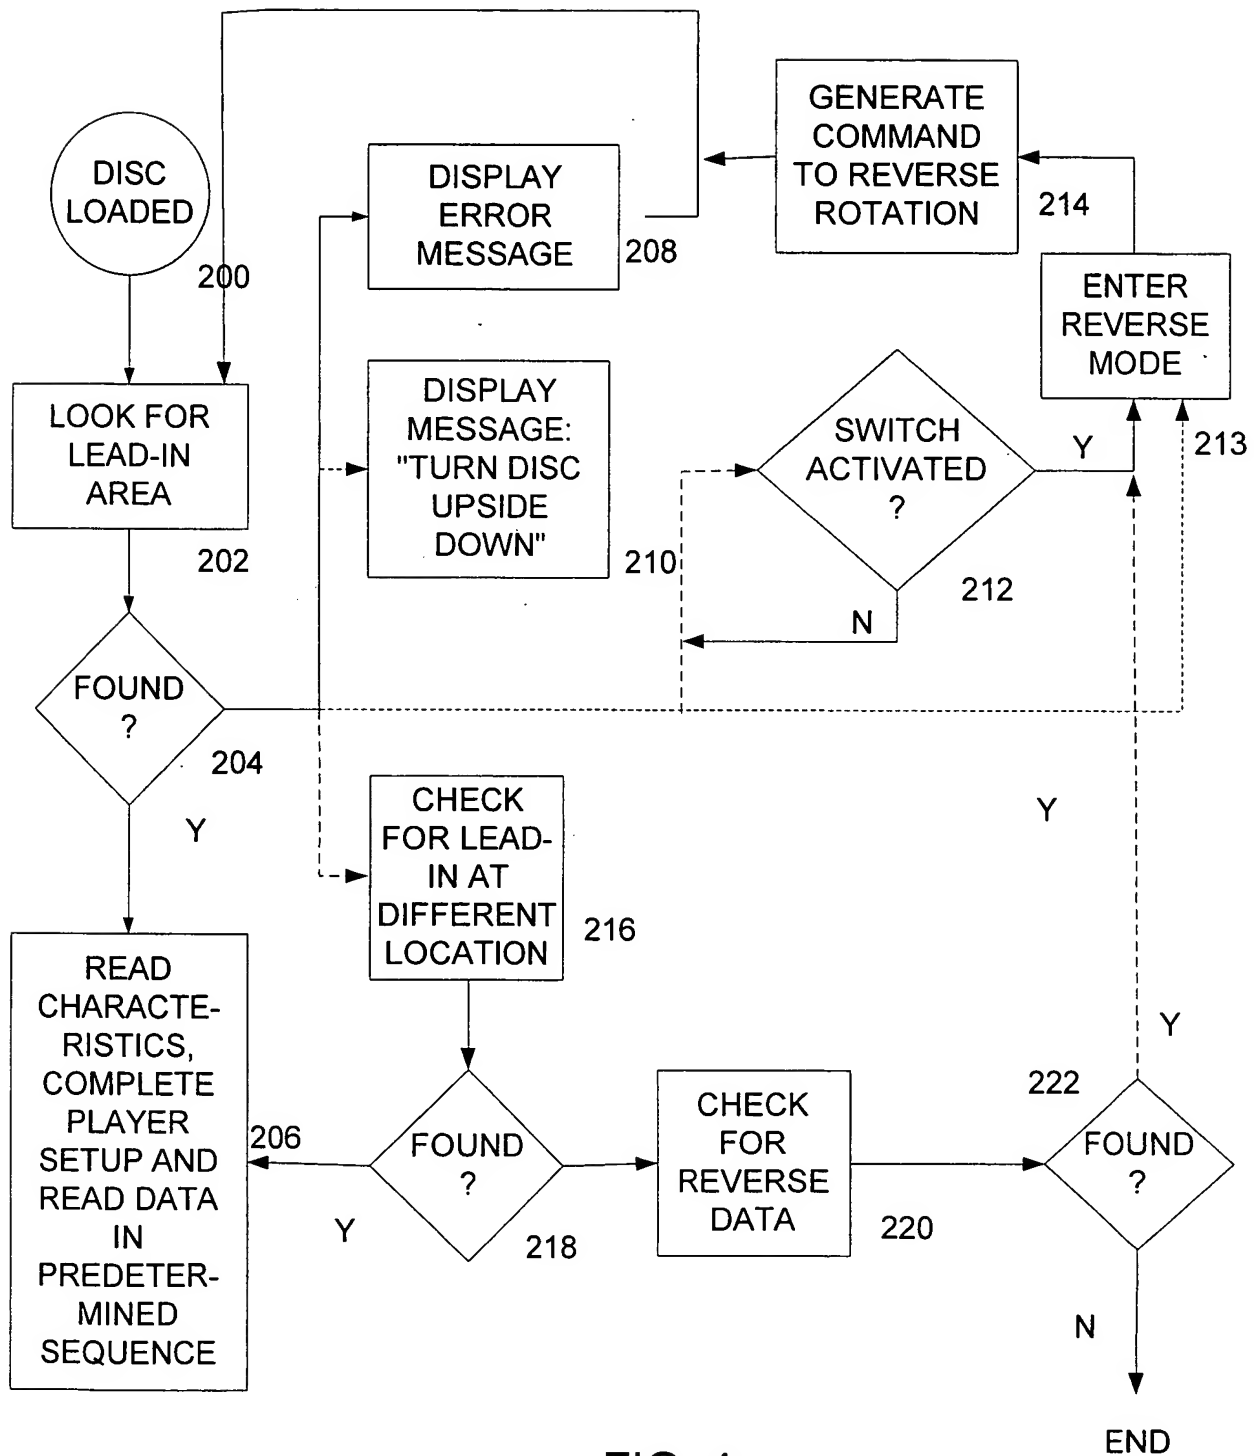 DISC
LOADED
200
LOOK FOR
LEAD-IN
AREA
202
FOUND
?
204
Y
READ
CHARACTE-
RISTICS,
COMPLETE
PLAYER
SETUP AND
READ DATA
IN
PREDETER-
MINED
SEQUENCE
206
DISPLAY
ERROR
MESSAGE
208
DISPLAY
MESSAGE:
"TURN DISC
UPSIDE
DOWN"
210
SWITCH
ACTIVATED
?
212
Y
N
ENTER
REVERSE
MODE
213
GENERATE
COMMAND
TO REVERSE
ROTATION
214
CHECK
FOR LEAD-
IN AT
DIFFERENT
LOCATION
216
FOUND
?
218
Y
CHECK
FOR
REVERSE
DATA
220
FOUND
?
222
Y
Y
N
END